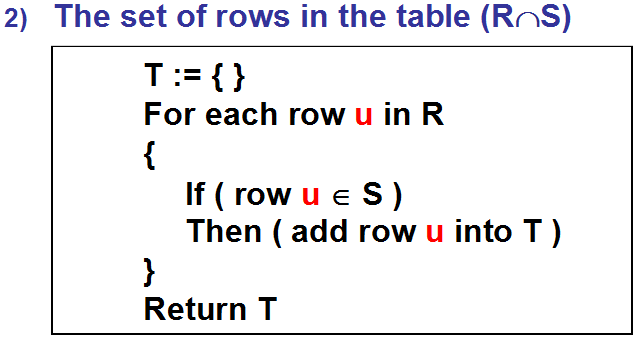 2) The set of rows in the table (R∩S)
T := { }
For each row u in R
{
If ( row u ∈ S )
Then ( add row u into T )
}
Return T